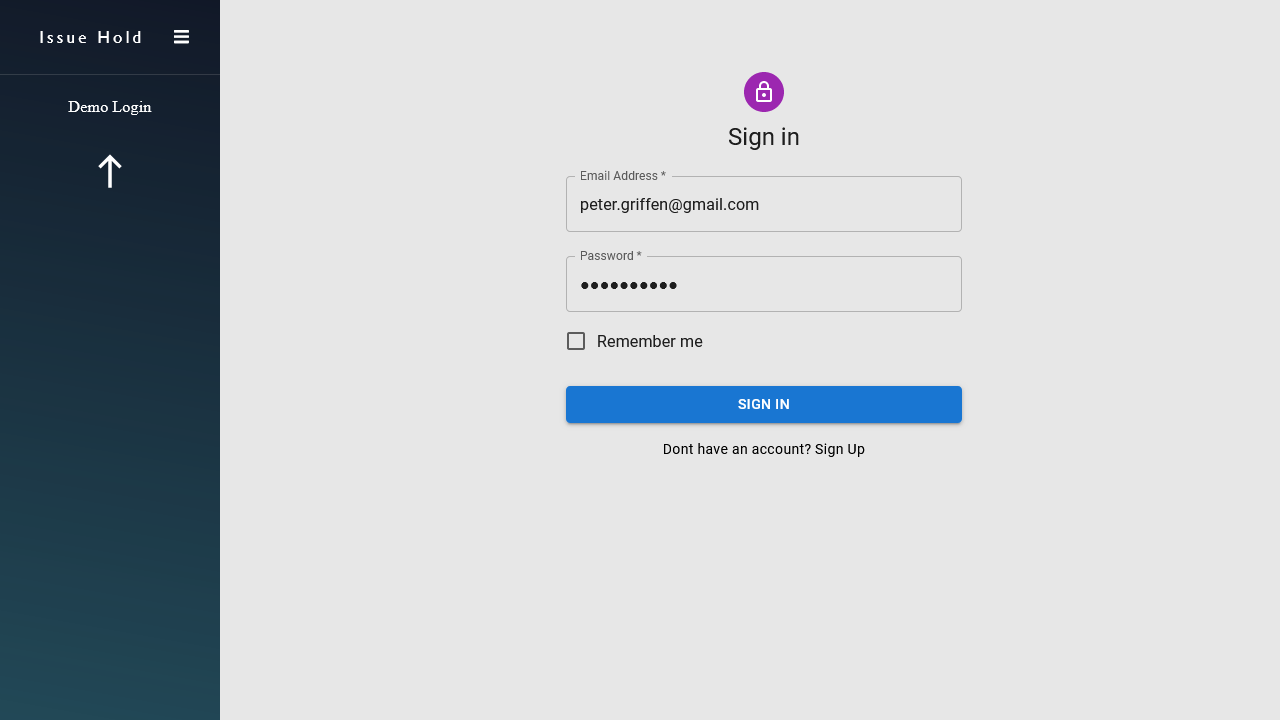 Issue Hold
Demo Login
Sign in
Email Address *
peter.griffen@gmail.com
Password *
●●●●●●●●●●
Remember me
SIGN IN
Dont have an account? Sign Up